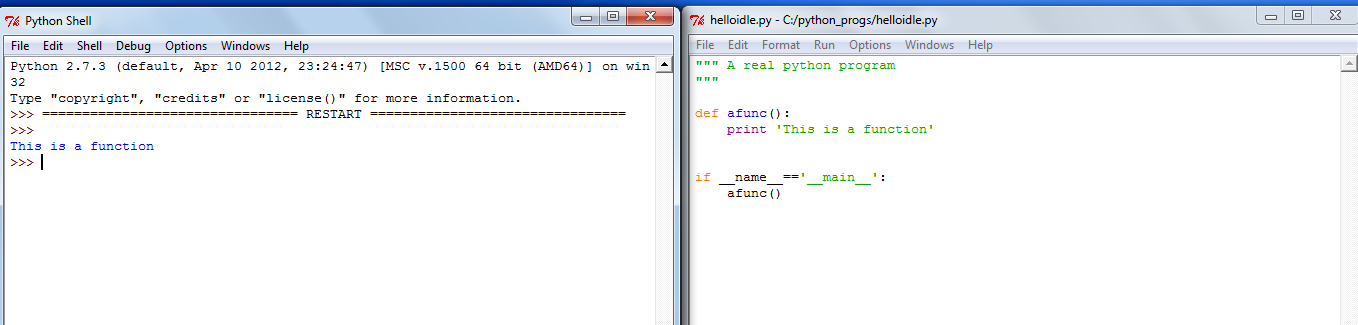 Python Shell
File Edit Shell Debug Options Windows Help
Python 2.7.3 (default, Apr 10 2012, 23:24:47) [MSC v.1500 64 bit (AMD64)] on win
32
Type "copyright", "credits" or "license()" for more information.
>>> ================================ RESTART ================================
>>>
This is a function
>>>
helloidle.py - C:/python_progs/helloidle.py
File Edit Format Run Options Windows Help
""" A real python program
"""
def afunc():
    print 'This is a function'
if __name__=='__main__':
    afunc()